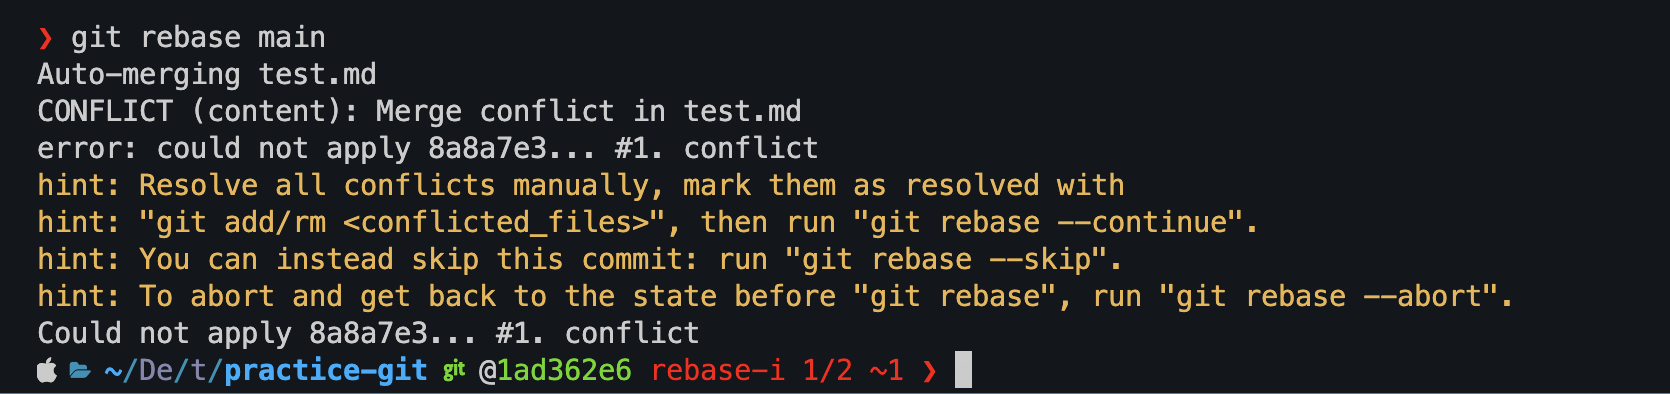 ❯ git rebase main
Auto-merging test.md
CONFLICT (content): Merge conflict in test.md
error: could not apply 8a8a7e3... #1. conflict
hint: Resolve all conflicts manually, mark them as resolved with
hint: "git add/rm <conflicted_files>", then run "git rebase --continue".
hint: You can instead skip this commit: run "git rebase --skip".
hint: To abort and get back to the state before "git rebase", run "git rebase --abort".
Could not apply 8a8a7e3... #1. conflict
~/De/t/practice-git git @1ad362e6 rebase-i 1/2 ~1 ❯